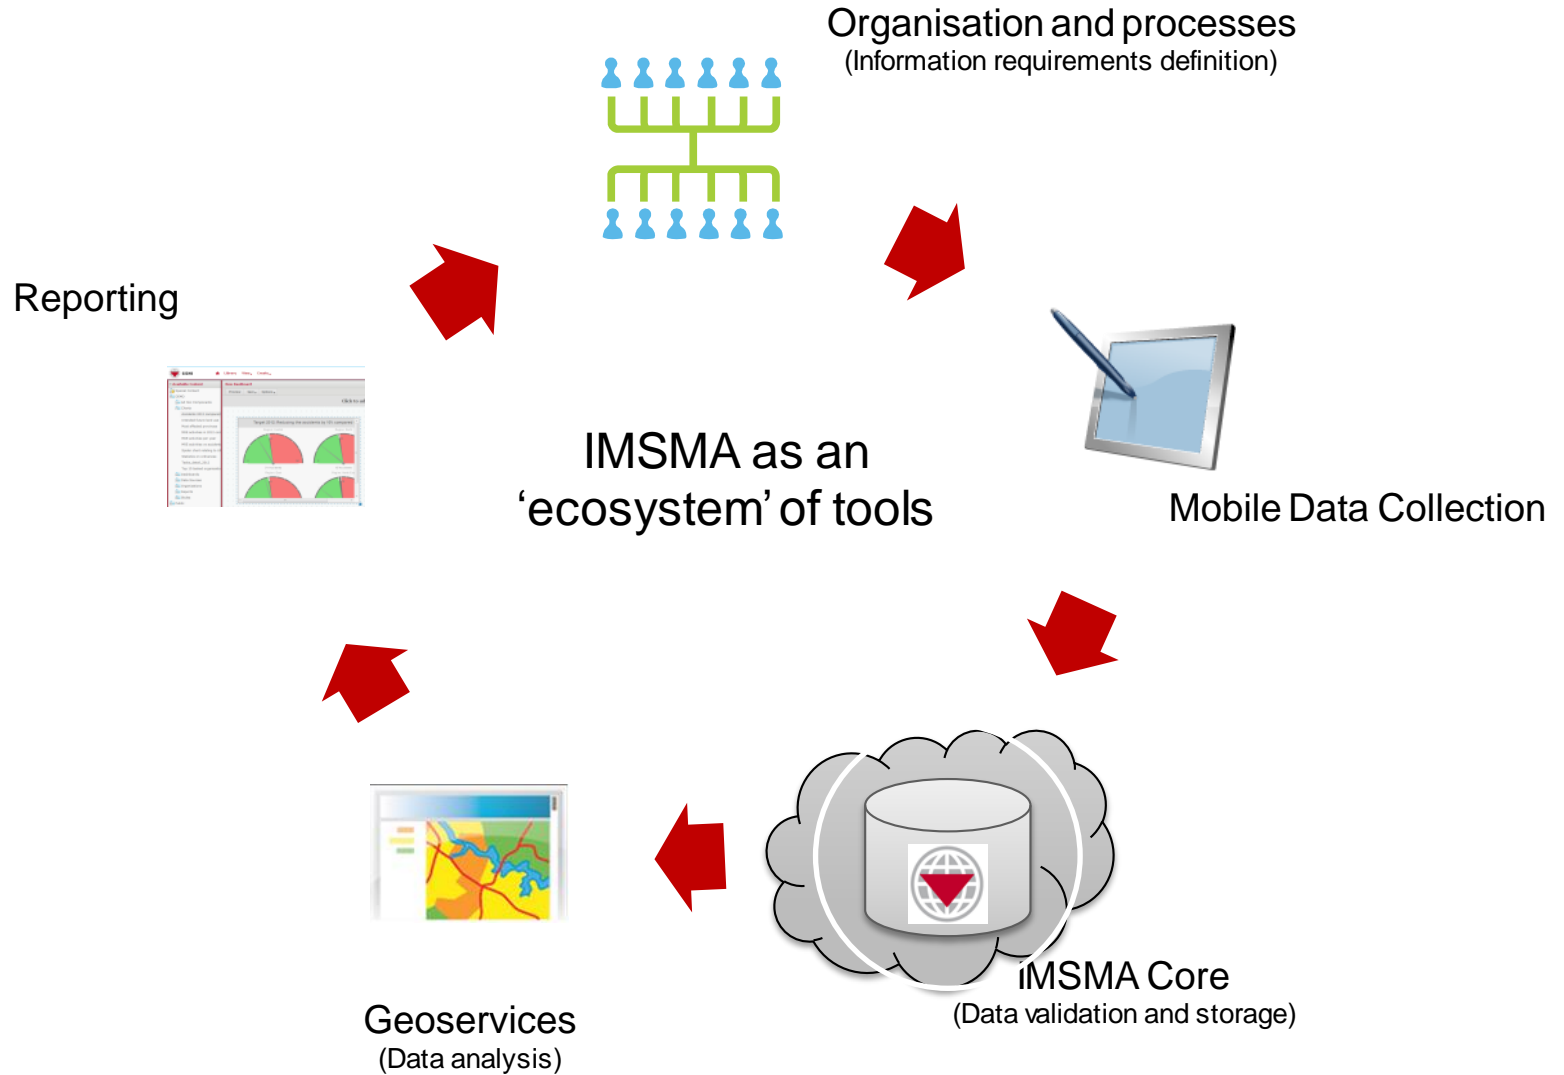 Organisation and processes
(Information requirements definition)
Reporting
IMSMA as an
‘ecosystem’ of tools
Mobile Data Collection
IMSMA Core
(Data validation and storage)
Geoservices
(Data analysis)